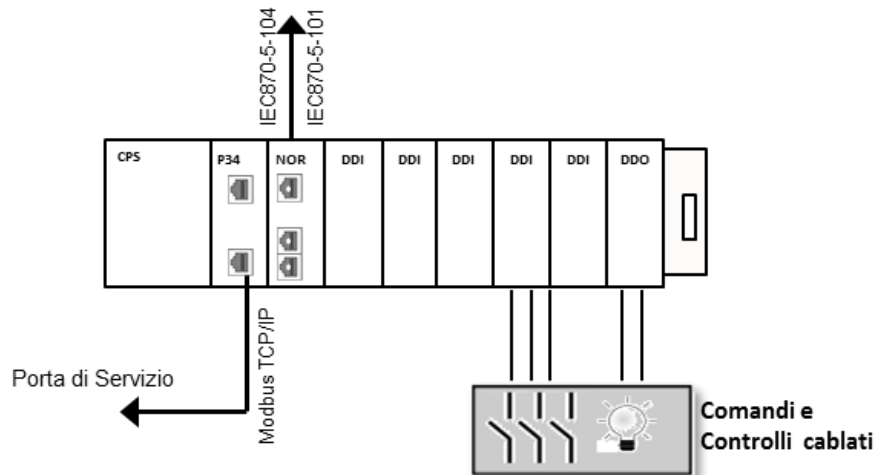 IEC870-5-104
IEC870-5-101
CPS
P34
NOR
DDI
DDI
DDI
DDI
DDI
DDO
Modbus TCP/IP
Porta di Servizio
Comandi e
Controlli cablati